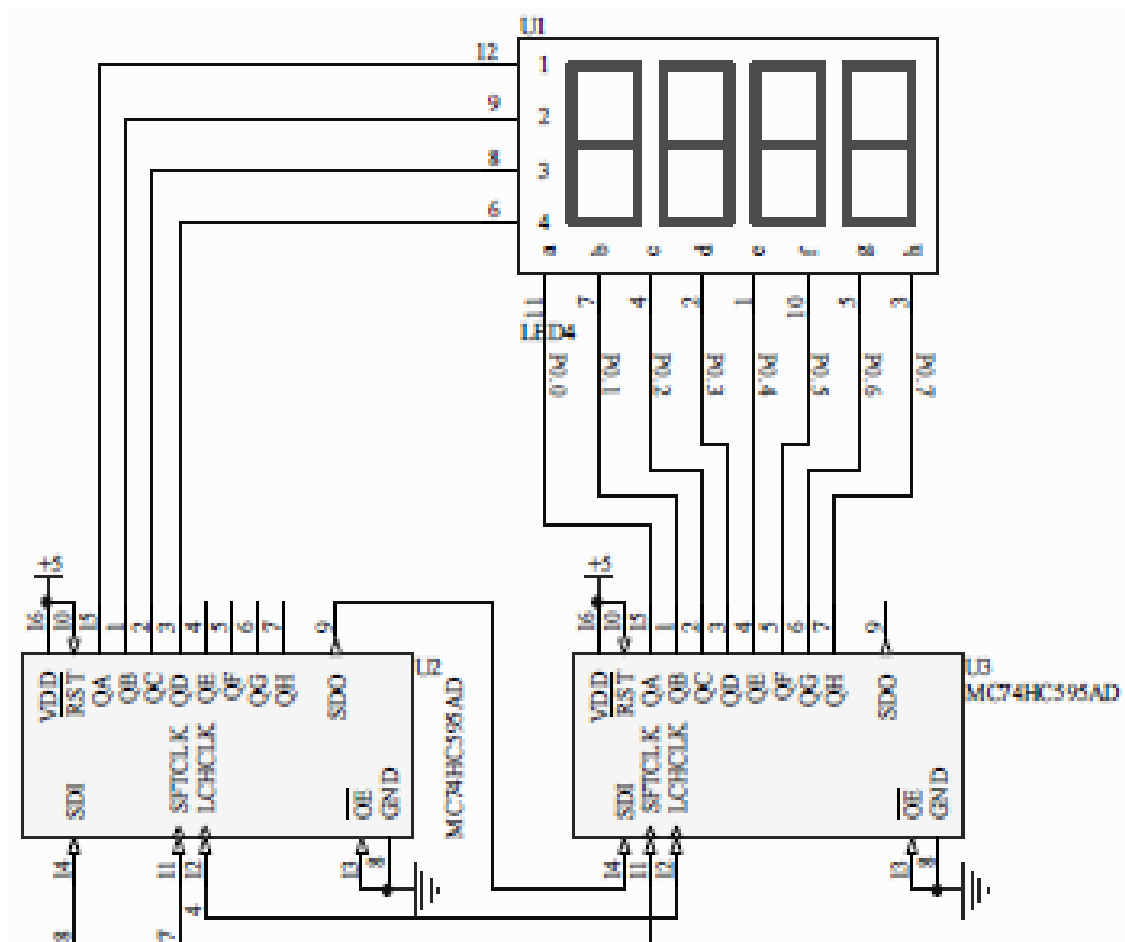 U1
12 1
9 2
8 3
6 4
a b c d e f g h
11 7 4 2 1 10 5 3
LED4
P0.0 P0.1 P0.2 P0.3 P0.4 P0.5 P0.6 P0.7
+5 +5
16 10 15 1 2 3 4 5 6 7 9
16 10 15 1 2 3 4 5 6 7 9
U2
MC74HC595AD
VDD RST QA QB QC QD QE QF QG QH SDO
SDI SFTCLK LCHCLK OE GND
14 11 12 13 8
U3
MC74HC595AD
VDD RST QA QB QC QD QE QF QG QH SDO
SDI SFTCLK LCHCLK OE GND
14 11 12 13 8
4
8 7